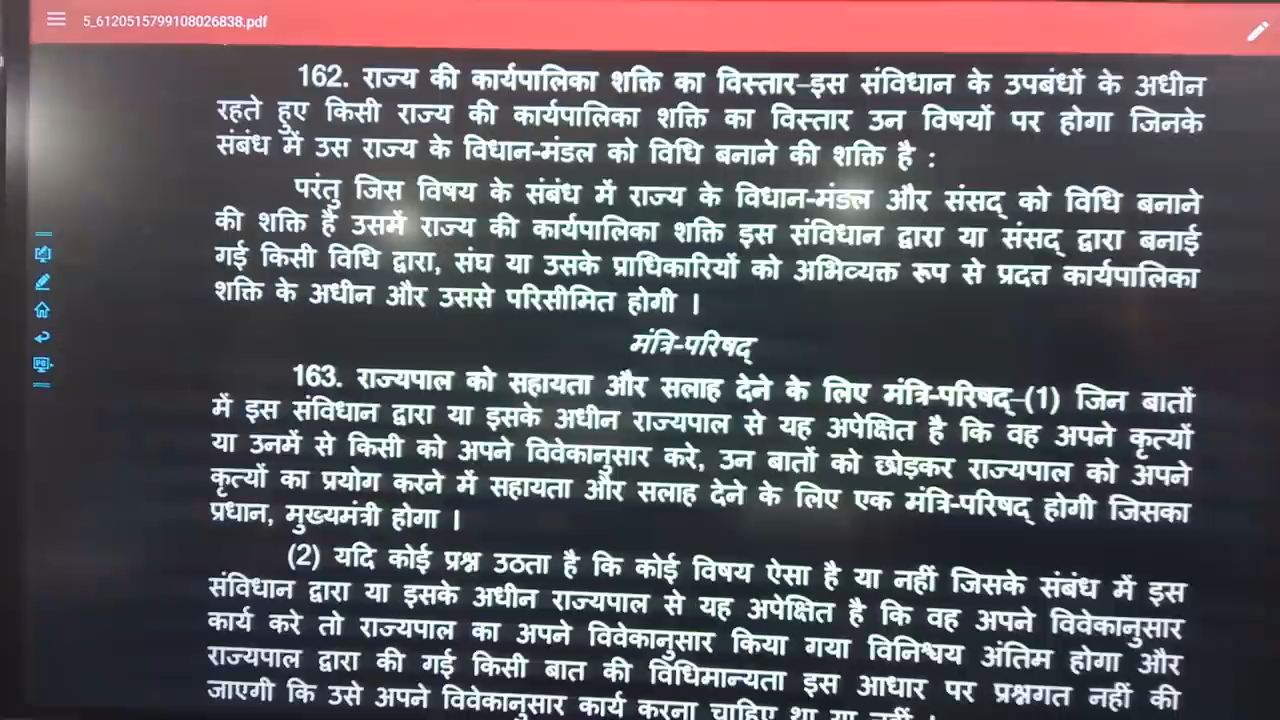 5_6120515799108026838.pdf
162. राज्य की कार्यपालिका शक्ति का विस्तार–इस संविधान के उपबंधों के अधीन
रहते हुए किसी राज्य की कार्यपालिका शक्ति का विस्तार उन विषयों पर होगा जिनके
संबंध में उस राज्य के विधान-मंडल को विधि बनाने की शक्ति है :
परंतु जिस विषय के संबंध में राज्य के विधान-मंडल और संसद् को विधि बनाने
की शक्ति है उसमें राज्य की कार्यपालिका शक्ति इस संविधान द्वारा या संसद् द्वारा बनाई
गई किसी विधि द्वारा, संघ या उसके प्राधिकारियों को अभिव्यक्त रूप से प्रदत्त कार्यपालिका
शक्ति के अधीन और उससे परिसीमित होगी ।
मंत्रि-परिषद्
163. राज्यपाल को सहायता और सलाह देने के लिए मंत्रि-परिषद्–(1) जिन बातों
में इस संविधान द्वारा या इसके अधीन राज्यपाल से यह अपेक्षित है कि वह अपने कृत्यों
या उनमें से किसी को अपने विवेकानुसार करे, उन बातों को छोड़कर राज्यपाल को अपने
कृत्यों का प्रयोग करने में सहायता और सलाह देने के लिए एक मंत्रि-परिषद् होगी जिसका
प्रधान, मुख्यमंत्री होगा ।
(2) यदि कोई प्रश्न उठता है कि कोई विषय ऐसा है या नहीं जिसके संबंध में इस
संविधान द्वारा या इसके अधीन राज्यपाल से यह अपेक्षित है कि वह अपने विवेकानुसार
कार्य करे तो राज्यपाल का अपने विवेकानुसार किया गया विनिश्चय अंतिम होगा और
राज्यपाल द्वारा की गई किसी बात की विधिमान्यता इस आधार पर प्रश्नगत नहीं की
जाएगी कि उसे अपने विवेकानुसार कार्य करना चाहिए था या नहीं ।